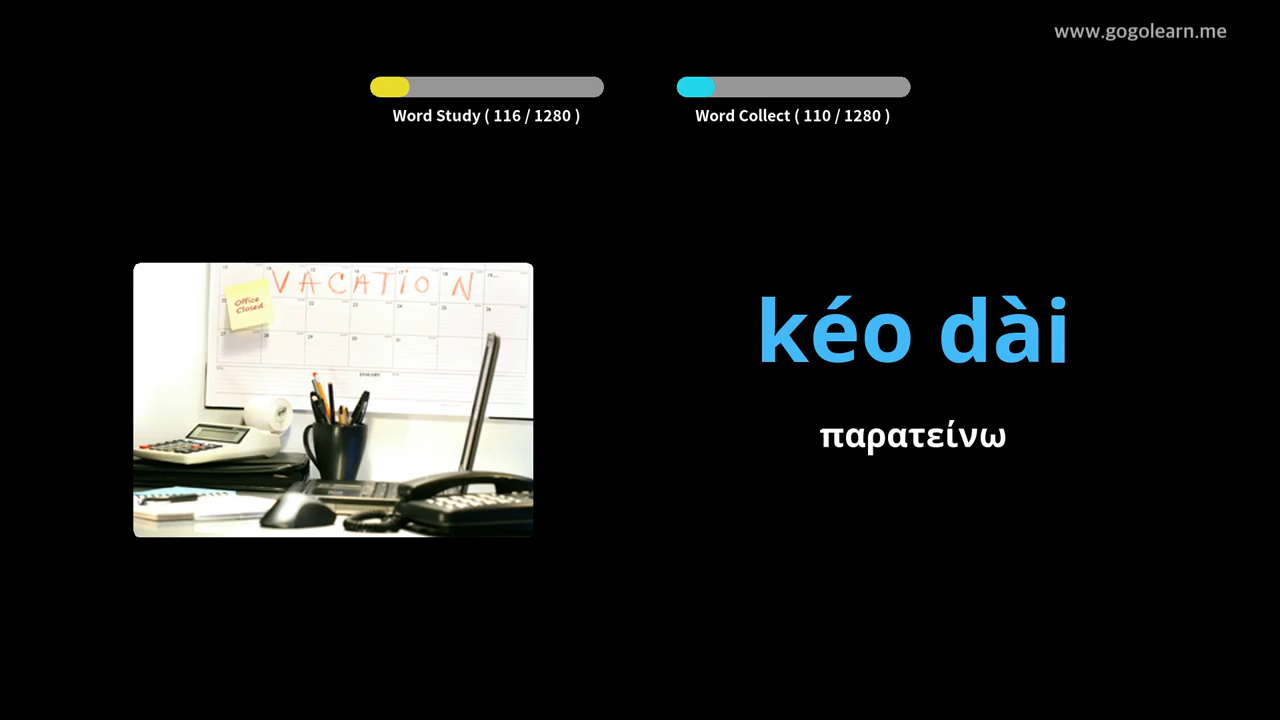 www.gogolearn.me
Word Study ( 116 / 1280 )
Word Collect ( 110 / 1280 )
VACATION
Office
Closed
kéo dài
παρατείνω